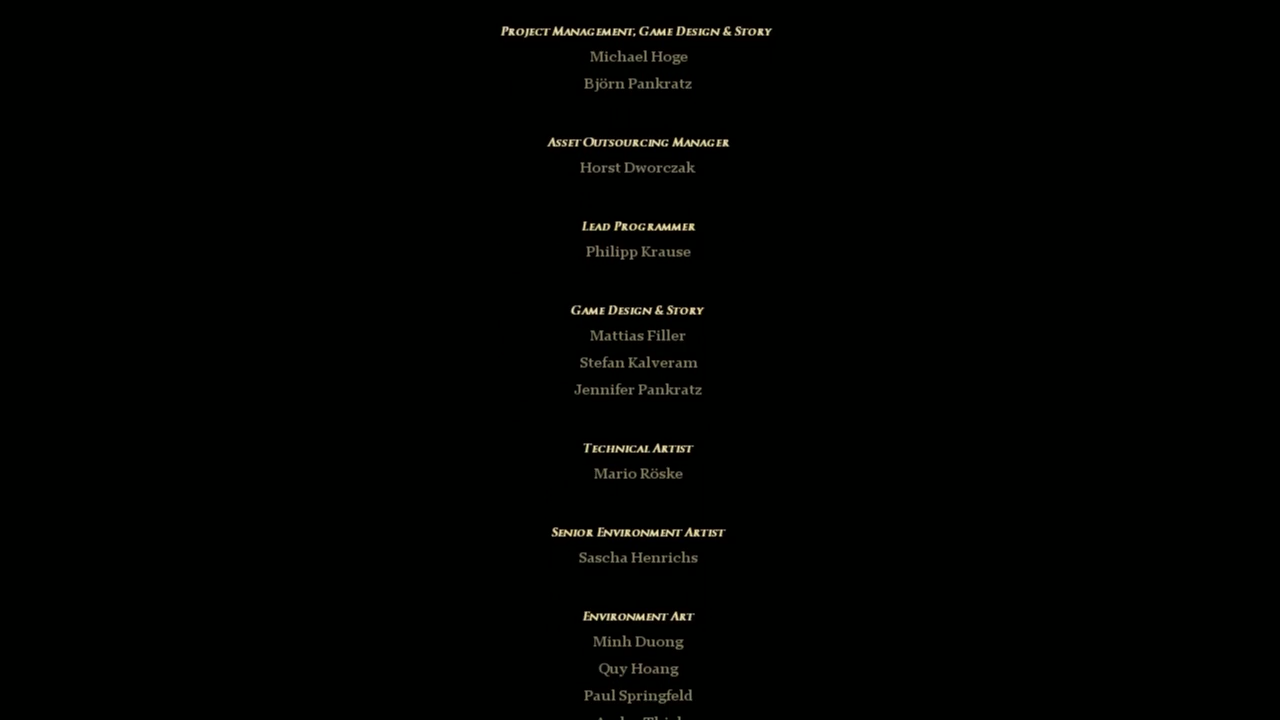 Project Management, Game Design & Story
Michael Hoge
Björn Pankratz
Asset Outsourcing Manager
Horst Dworczak
Lead Programmer
Philipp Krause
Game Design & Story
Mattias Filler
Stefan Kalveram
Jennifer Pankratz
Technical Artist
Mario Röske
Senior Environment Artist
Sascha Henrichs
Environment Art
Minh Duong
Quy Hoang
Paul Springfeld